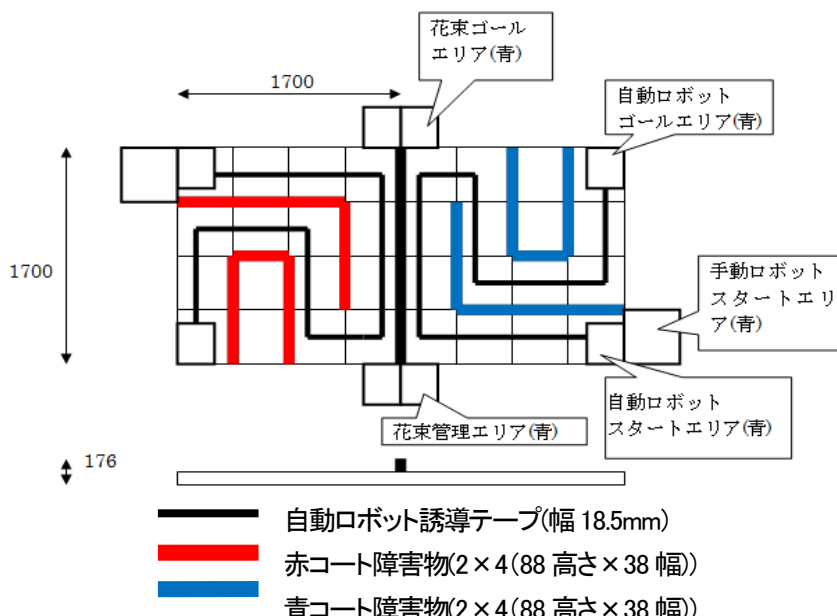 花束ゴール
エリア(青)
1700
自動ロボット
ゴールエリア(青)
1700
手動ロボット
スタートエリ
ア(青)
自動ロボット
スタートエリア(青)
花束管理エリア(青)
176
自動ロボット誘導テープ(幅 18.5mm)
赤コート障害物(2×4(88 高さ×38 幅))
青コート障害物(2×4(88 高さ×38 幅))